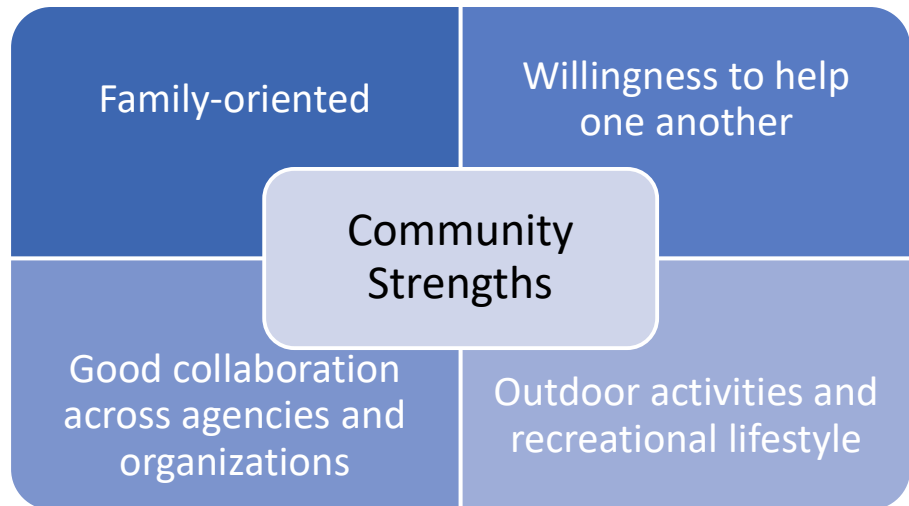 Family-oriented
Willingness to help
one another
Community
Strengths
Good collaboration
across agencies and
organizations
Outdoor activities and
recreational lifestyle